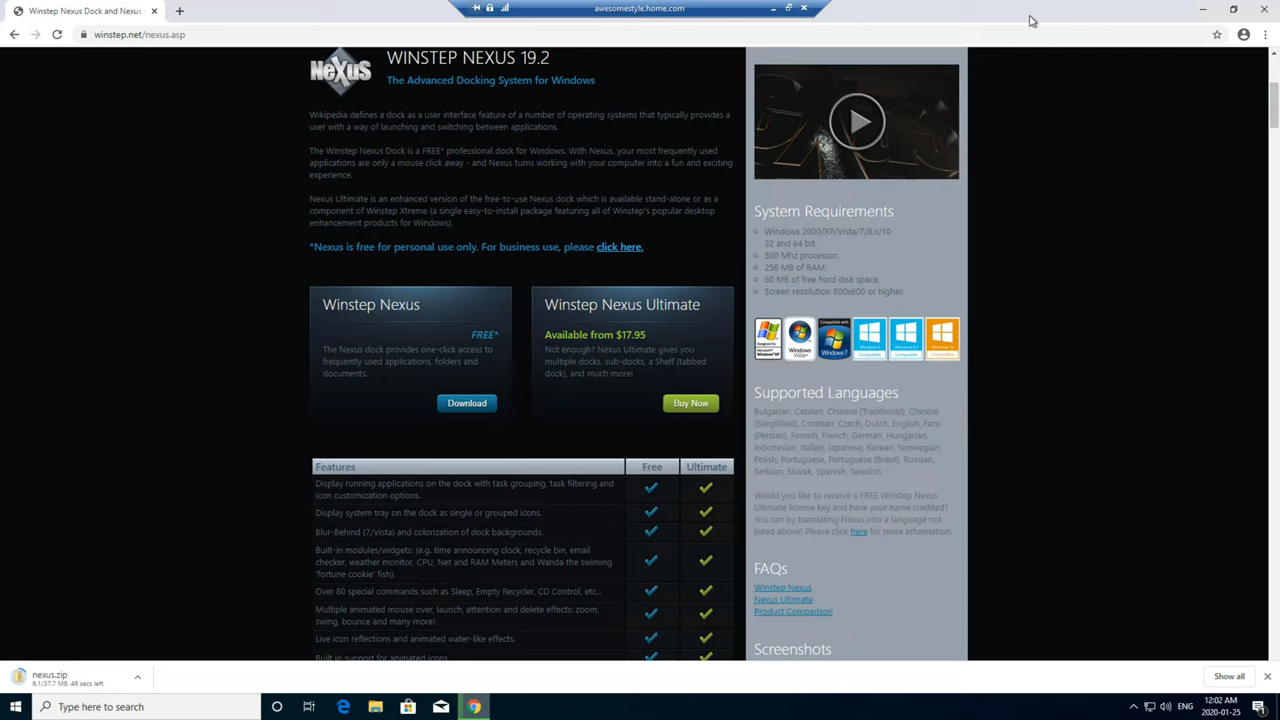 Winstep Nexus Dock and Nexus
awesomestyle.home.com
winstep.net/nexus.asp
NeXuS
WINSTEP NEXUS 19.2
The Advanced Docking System for Windows
Wikipedia defines a dock as a user interface feature of a number of operating systems that typically provides a
user with a way of launching and switching between applications.
The Winstep Nexus Dock is a FREE* professional dock for Windows. With Nexus, your most frequently used
applications are only a mouse click away - and Nexus turns working with your computer into a fun and exciting
experience.
Nexus Ultimate is an enhanced version of the free-to-use Nexus dock which is available stand-alone or as a
component of Winstep Xtreme (a single easy-to-install package featuring all of Winstep's popular desktop
enhancement products for Windows).
*Nexus is free for personal use only. For business use, please click here.
Winstep Nexus
FREE*
The Nexus dock provides one-click access to
frequently used applications, folders and
documents.
Download
Winstep Nexus Ultimate
Available from $17.95
Not enough? Nexus Ultimate gives you
multiple docks, sub-docks, a Shelf (tabbed
dock), and much more!
Buy Now
Features Free Ultimate
Display running applications on the dock with task grouping, task filtering and
icon customization options.
Display system tray on the dock as single or grouped icons.
Blur-Behind (7/Vista) and colorization of dock backgrounds.
Built-in modules/widgets: (e.g. time announcing clock, recycle bin, email
checker, weather monitor, CPU, Net and RAM Meters and Wanda the swiming
'fortune cookie' fish).
Over 80 special commands such as Sleep, Empty Recycler, CD Control, etc...
Multiple animated mouse over, launch, attention and delete effects: zoom,
swing, bounce and many more!
Live icon reflections and animated water-like effects.
Built in support for animated icons.
System Requirements
Windows 2000/XP/Vista/7/8.x/10
32 and 64 bit.
500 Mhz processor.
256 MB of RAM.
60 MB of free hard disk space.
Screen resolution 800x600 or higher.
Supported Languages
Bulgarian, Catalan, Chinese (Traditional), Chinese
(Simplified), Croatian, Czech, Dutch, English, Farsi
(Persian), Finnish, French, German, Hungarian,
Indonesian, Italian, Japanese, Korean, Norwegian,
Polish, Portuguese, Portuguese (Brasil), Russian,
Serbian, Slovak, Spanish, Swedish.
Would you like to receive a FREE Winstep Nexus
Ultimate license key and have your name credited?
You can by translating Nexus into a language not
listed above! Please click here for more information.
FAQs
Winstep Nexus
Nexus Ultimate
Product Comparison
Screenshots
nexus.zip
6.1/37.7 MB, 46 secs left
Show all
Type here to search
ENG
12:02 AM
2020-01-25